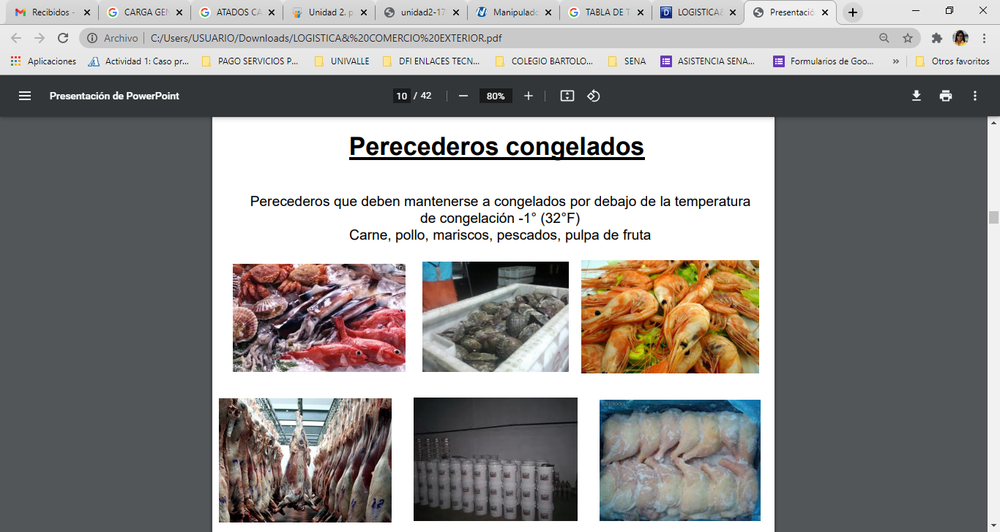 Recibidos -
CARGA GEN
ATADOS CA
Unidad 2. p
unidad2-17
Manipulado
TABLA DE T
LOGISTICA&
Presentació
Archivo
C:/Users/USUARIO/Downloads/LOGISTICA&%20COMERCIO%20EXTERIOR.pdf
Aplicaciones
Actividad 1: Caso pr...
PAGO SERVICIOS P...
UNIVALLE
DFI ENLACES TECN...
COLEGIO BARTOLO...
SENA
ASISTENCIA SENA...
Formularios de Goo...
»
Otros favoritos
Presentación de PowerPoint
10 / 42
80%
Perecederos congelados
Perecederos que deben mantenerse a congelados por debajo de la temperatura
de congelación -1° (32°F)
Carne, pollo, mariscos, pescados, pulpa de fruta